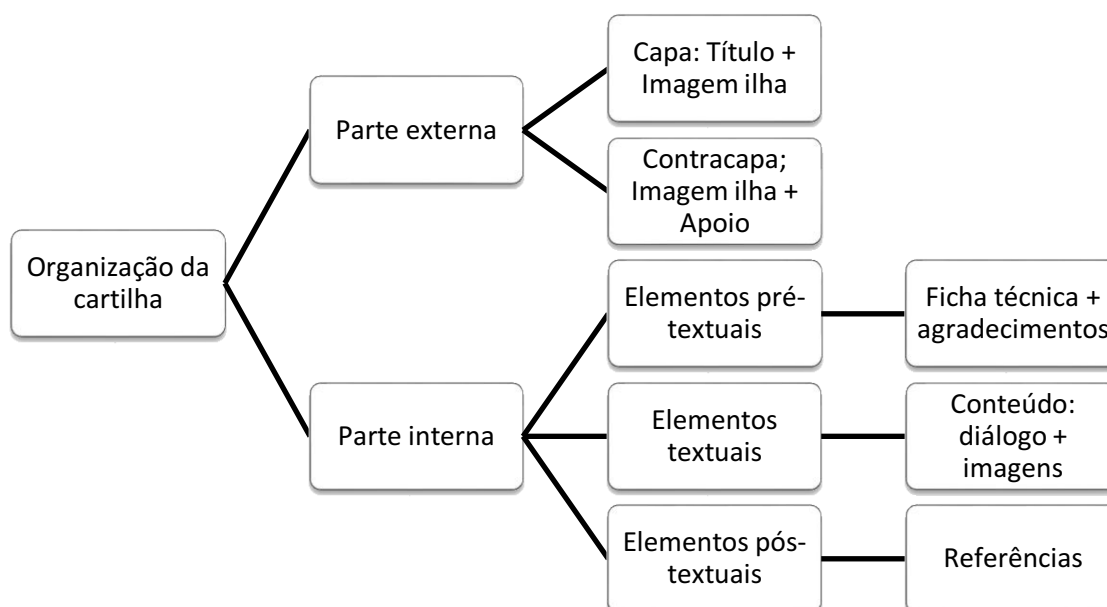 Organização da
cartilha
Parte externa
Capa: Título +
Imagem ilha
Contracapa;
Imagem ilha +
Apoio
Parte interna
Elementos pré-
textuais
Ficha técnica +
agradecimentos
Elementos
textuais
Conteúdo:
diálogo +
imagens
Elementos pós-
textuais
Referências